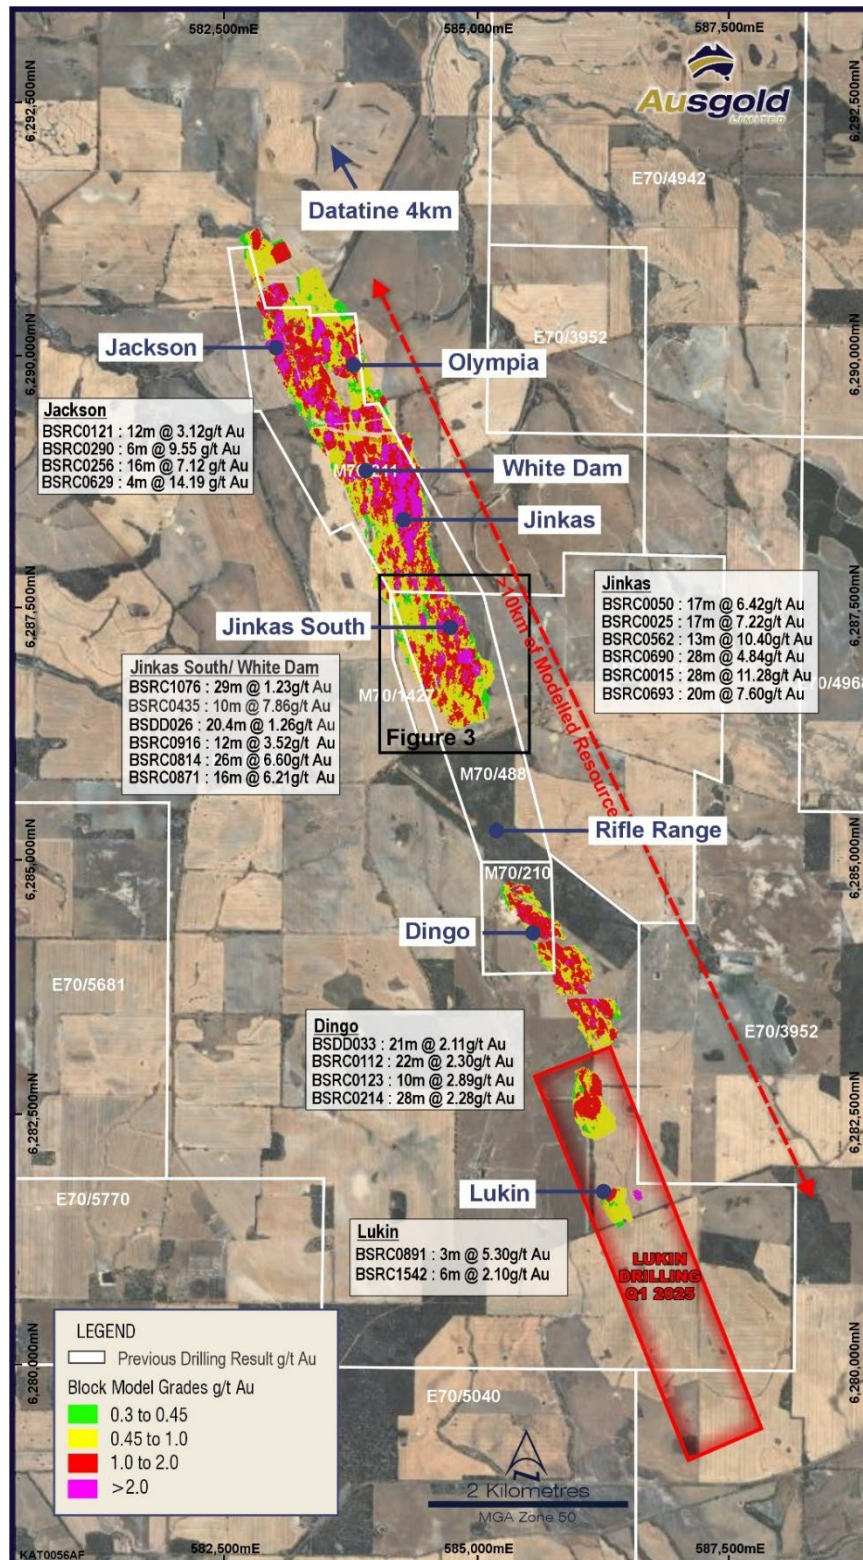 582,500mE
585,000mE
587,500mE
6,292,500mN
6,292,500mN
Ausgold
LIMITED
E70/4942
Datatine 4km
E70/3952
6,290,000mN
6,290,000mN
Jackson
Olympia
Jackson
BSRC0121 : 12m @ 3.12g/t Au
BSRC0290 : 6m @ 9.55 g/t Au
BSRC0256 : 16m @ 7.12 g/t Au
BSRC0629 : 4m @ 14.19 g/t Au
White Dam
Jinkas
6,287,500mN
6,287,500mN
Jinkas South
Jinkas
BSRC0050 : 17m @ 6.42g/t Au
BSRC0025 : 17m @ 7.22g/t Au
BSRC0562 : 13m @ 10.40g/t Au
BSRC0690 : 28m @ 4.84g/t Au
BSRC0015 : 28m @ 11.28g/t Au
BSRC0693 : 20m @ 7.60g/t Au
70/4968
Jinkas South/ White Dam
BSRC1076 : 29m @ 1.23g/t Au
BSRC0435 : 10m @ 7.86g/t Au
BSDD026 : 20.4m @ 1.26g/t Au
BSRC0916 : 12m @ 3.52g/t Au
BSRC0814 : 26m @ 6.60g/t Au
BSRC0871 : 16m @ 6.21g/t Au
M70/1427
Figure 3
>10km of Modelled Resource
M70/488
Rifle Range
6,285,000mN
6,285,000mN
M70/210
Dingo
E70/5681
E70/3952
Dingo
BSDD033 : 21m @ 2.11g/t Au
BSRC0112 : 22m @ 2.30g/t Au
BSRC0123 : 10m @ 2.89g/t Au
BSRC0214 : 28m @ 2.28g/t Au
6,282,500mN
6,282,500mN
E70/5770
Lukin
Lukin
BSRC0891 : 3m @ 5.30g/t Au
BSRC1542 : 6m @ 2.10g/t Au
LUKIN
DRILLING
Q1 2025
LEGEND
Previous Drilling Result g/t Au
Block Model Grades g/t Au
0.3 to 0.45
0.45 to 1.0
1.0 to 2.0
>2.0
6,280,000mN
6,280,000mN
E70/5040
2 Kilometres
MGA Zone 50
KAT0056AF
582,500mE
585,000mE
587,500mE